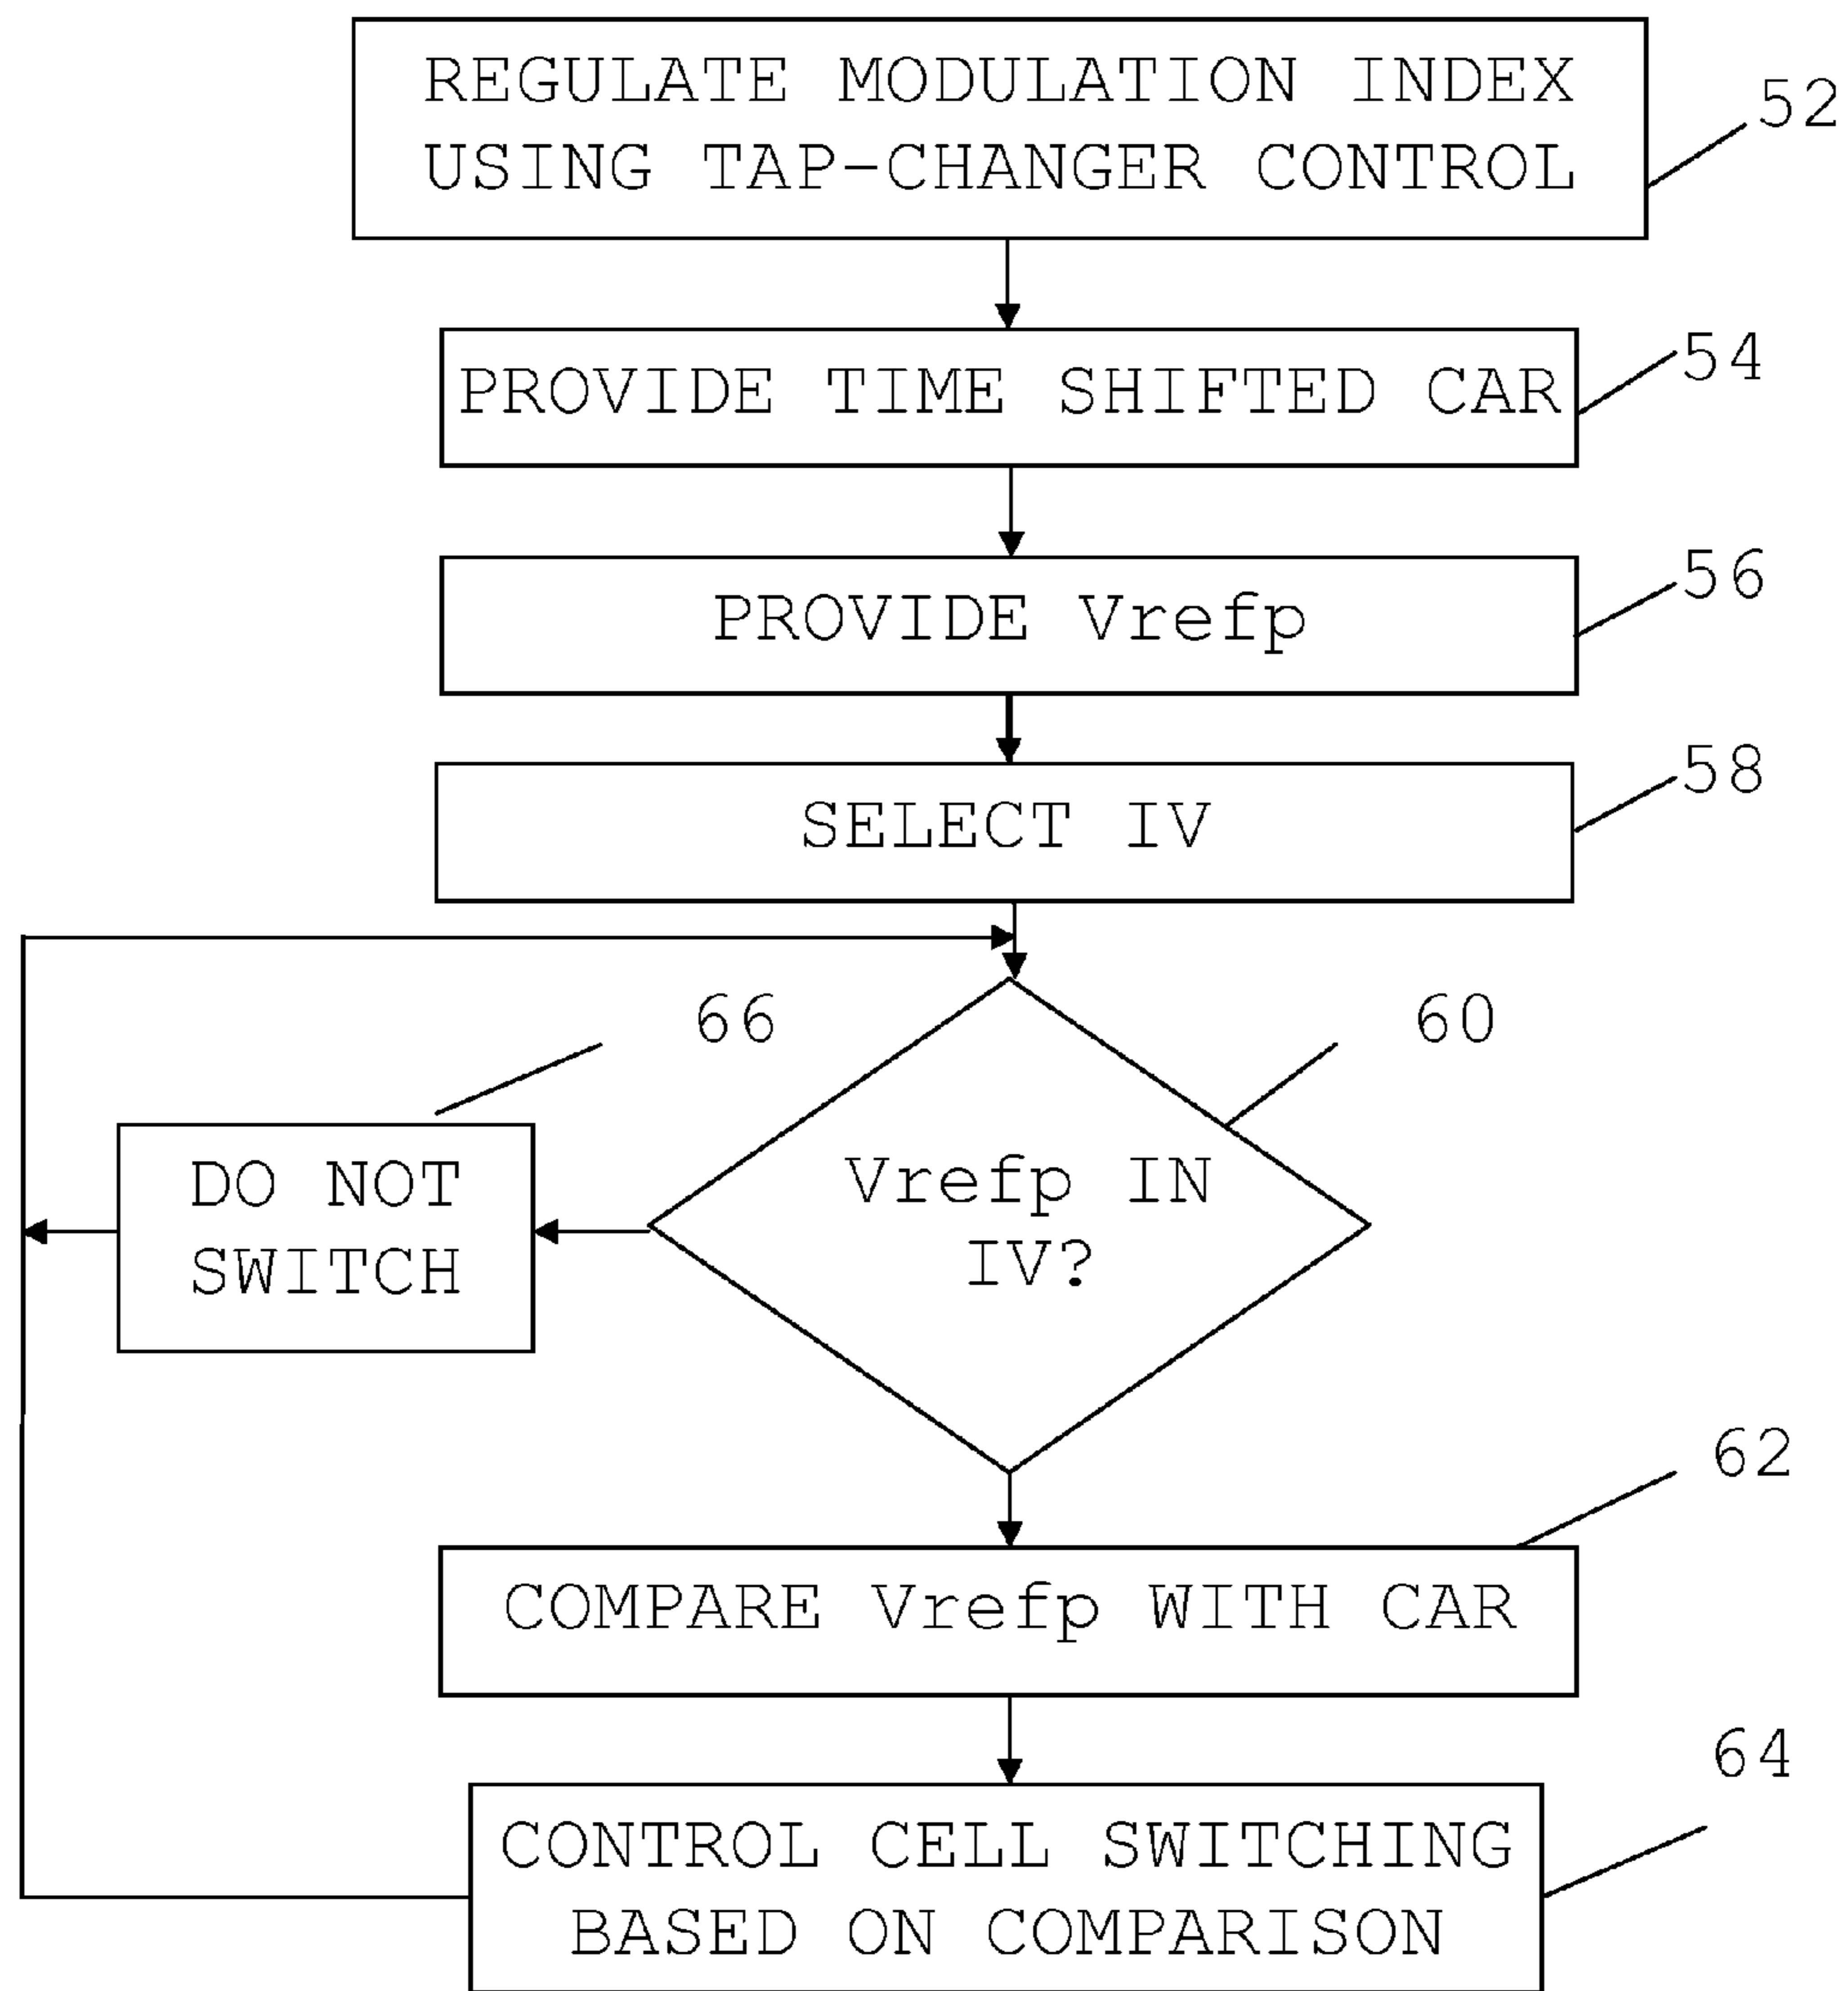 REGULATE MODULATION INDEX
USING TAP-CHANGER CONTROL
52
PROVIDE TIME SHIFTED CAR
54
PROVIDE Vrefp
56
SELECT IV
58
66
60
DO NOT
SWITCH
Vrefp IN
IV?
62
COMPARE Vrefp WITH CAR
64
CONTROL CELL SWITCHING
BASED ON COMPARISON